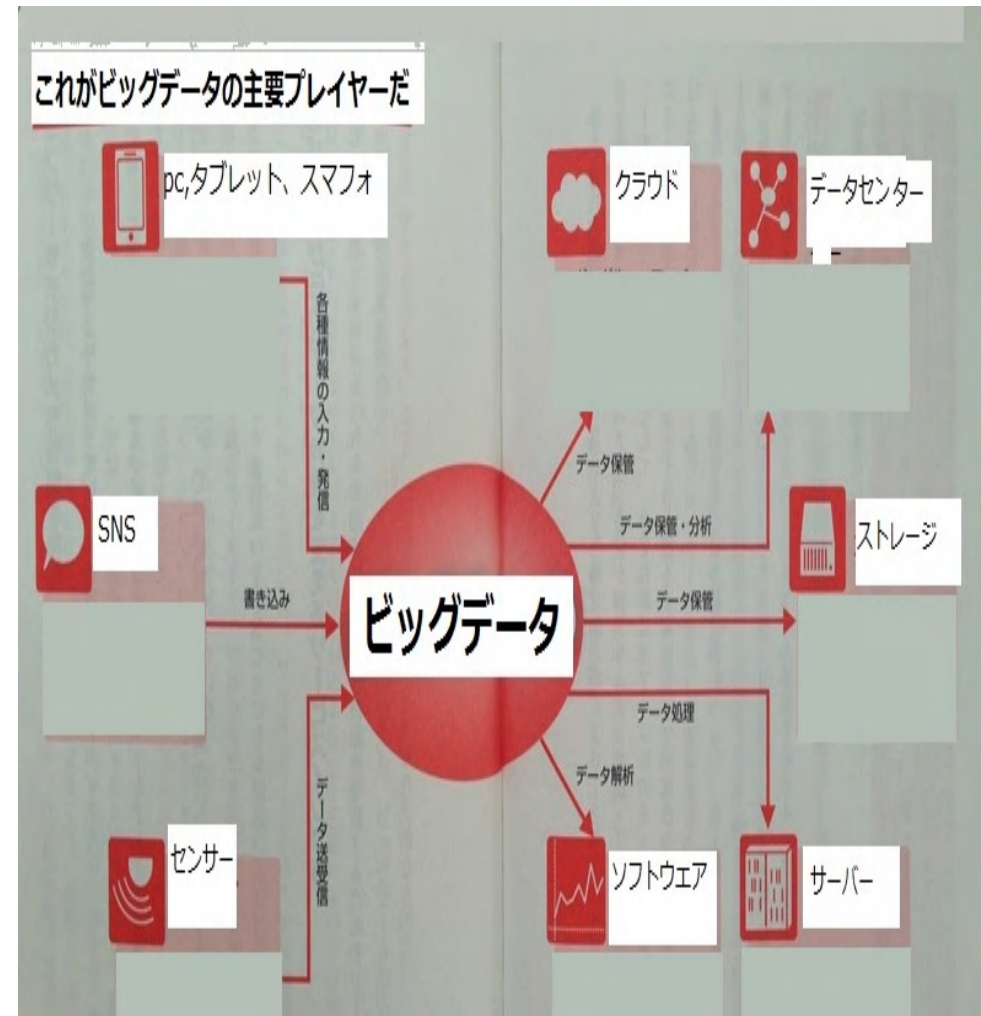 これがビッグデータの主要プレイヤーだ
pc,タブレット、スマフォ
クラウド
データセンター
各種情報の入力・発信
データ保管
データ保管・分析
SNS
ストレージ
書き込み
データ保管
ビッグデータ
データ処理
データ解析
データ送受信
センサー
ソフトウエア
サーバー